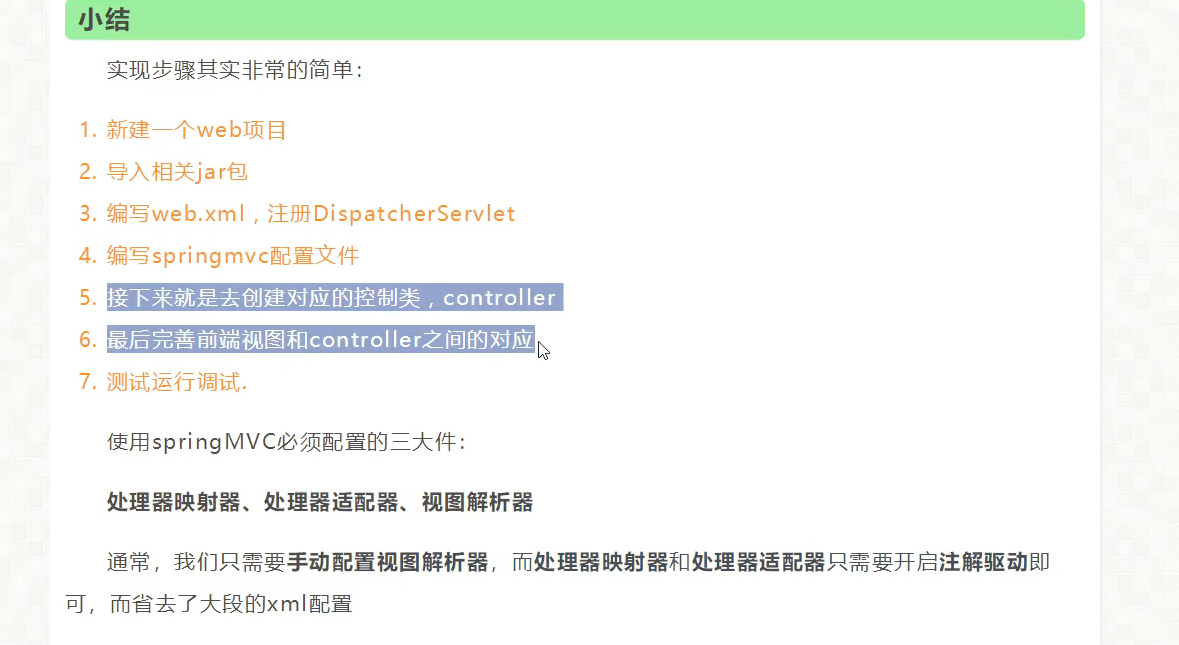 小结
实现步骤其实非常的简单：
1. 新建一个web项目
2. 导入相关jar包
3. 编写web.xml , 注册DispatcherServlet
4. 编写springmvc配置文件
5. 接下来就是去创建对应的控制类 , controller
6. 最后完善前端视图和controller之间的对应
7. 测试运行调试.
使用springMVC必须配置的三大件：
处理器映射器、处理器适配器、视图解析器
通常，我们只需要手动配置视图解析器，而处理器映射器和处理器适配器只需要开启注解驱动即
可，而省去了大段的xml配置